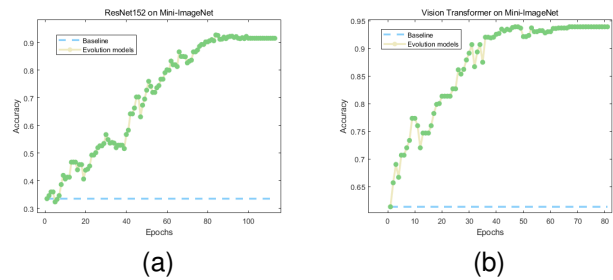 ResNet152 on Mini-ImageNet
Baseline
Evolution models
Accuracy
0.9
0.8
0.7
0.6
0.5
0.4
0.3
0 20 40 60 80 100
Epochs
(a)
Vision Transformer on Mini-ImageNet
Baseline
Evolution models
Accuracy
0.95
0.90
0.85
0.80
0.75
0.70
0.65
0 10 20 30 40 50 60 70 80
Epochs
(b)